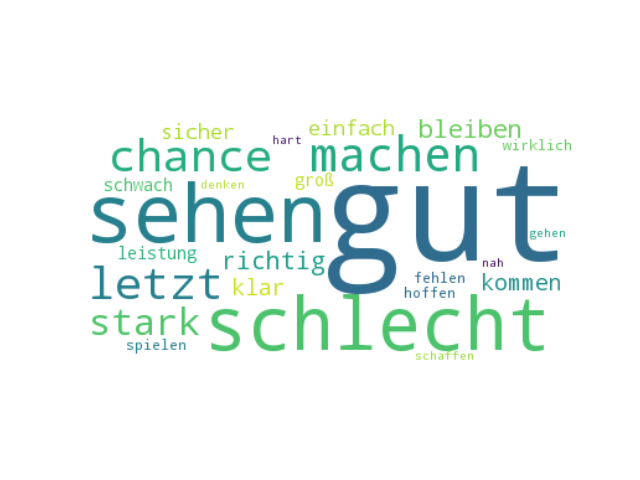 sicher einfach bleiben
hart wirklich
chance machen
schwach denken groß
sehen gut
gehen
leistung richtig nah
letzt klar fehlen kommen
hoffen
stark schlecht
spielen
schaffen